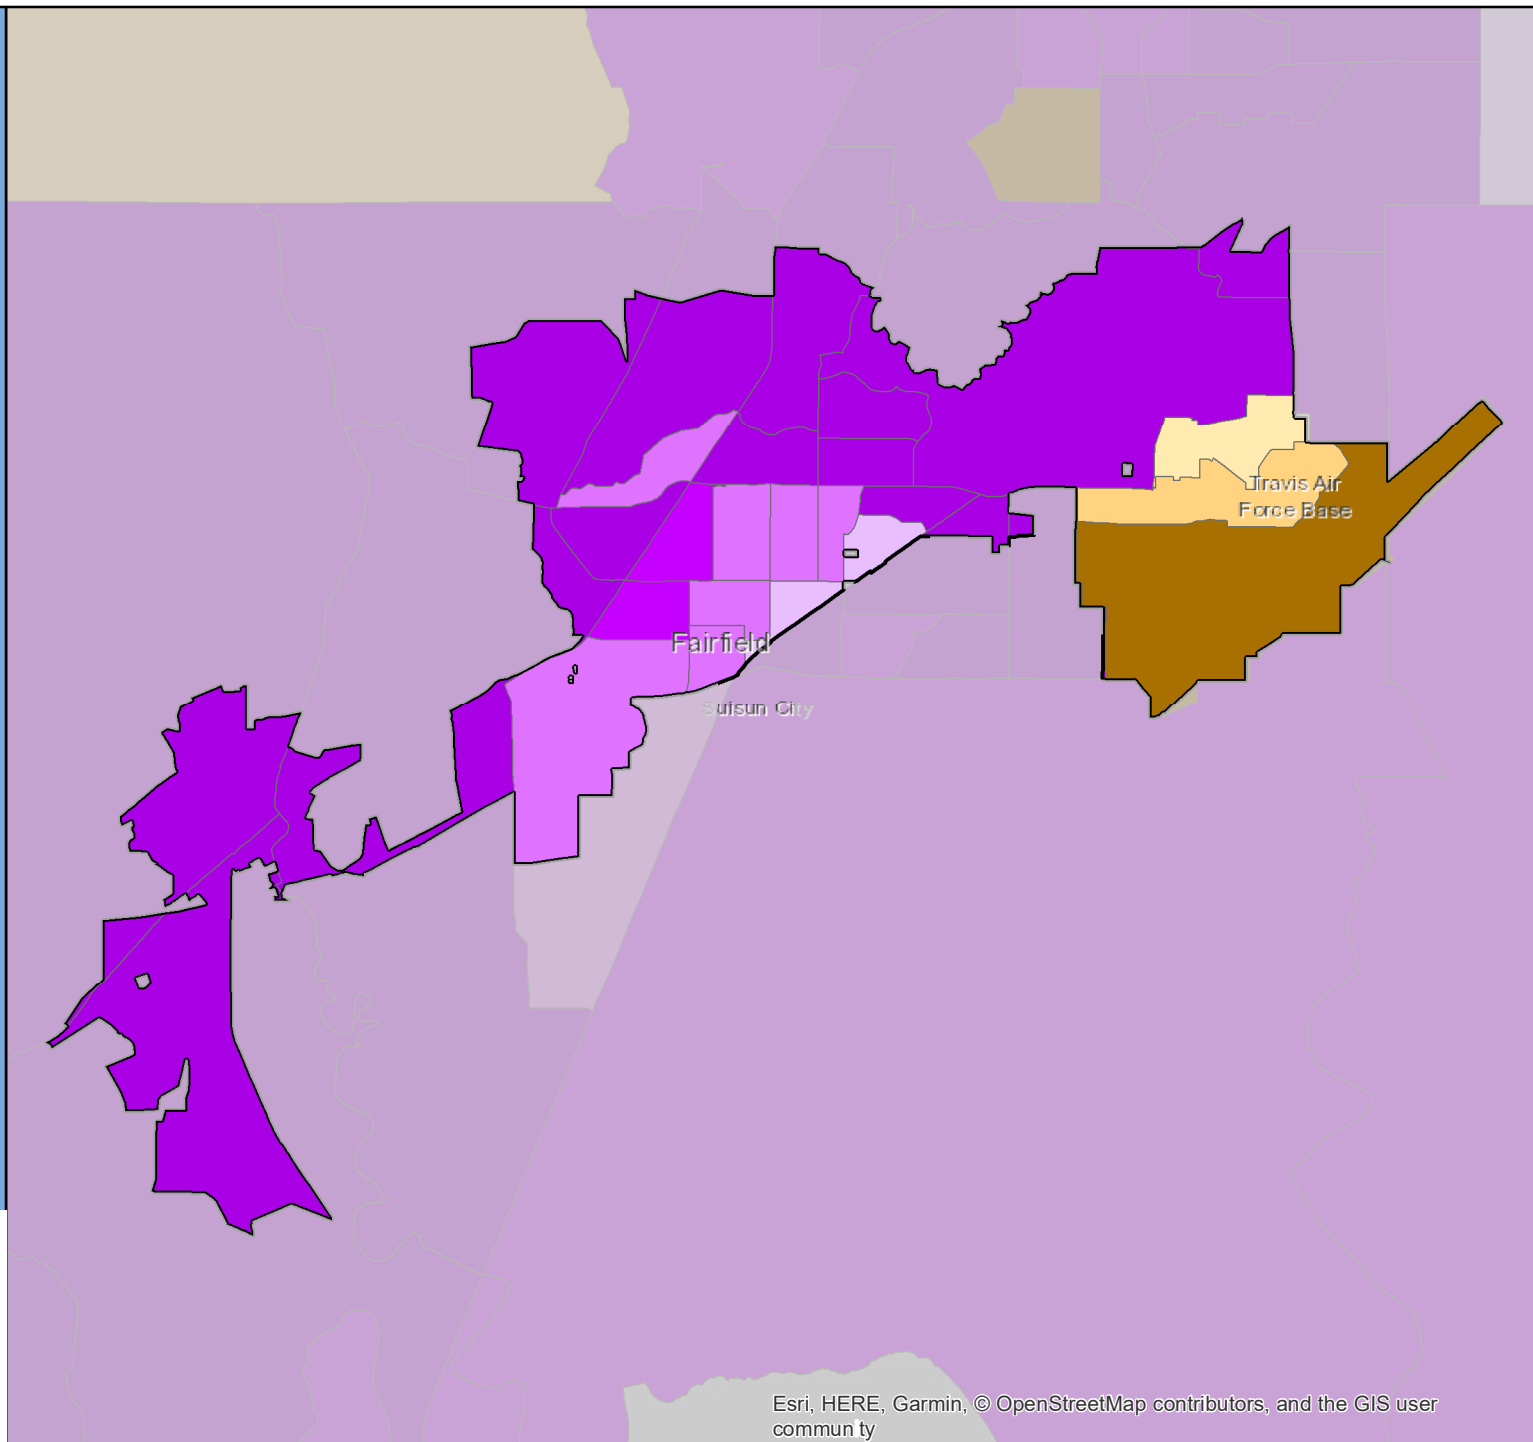 Travis Air
Force Base
Fairfield
Suisun City
Esri, HERE, Garmin, © OpenStreetMap contributors, and the GIS user
community